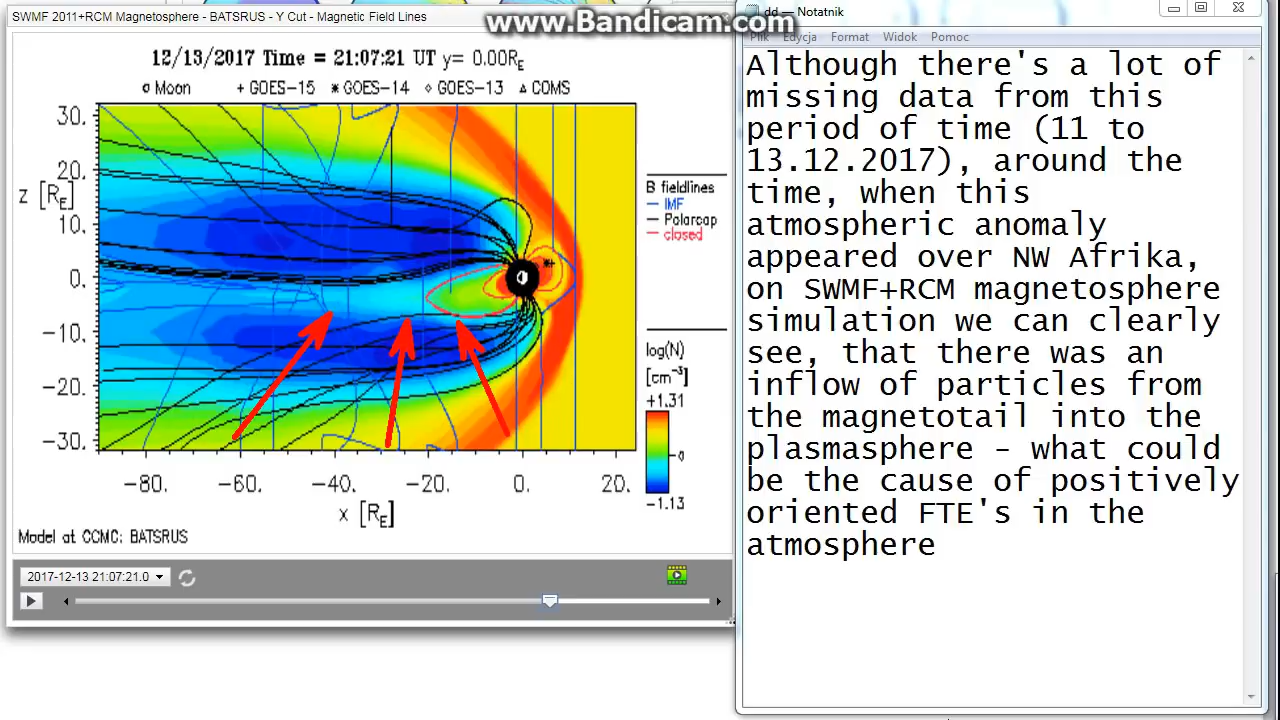 SWMF 2011+RCM Magnetosphere - BATSRUS - Y Cut - Magnetic Field Lines
www.Bandicam.com
12/13/2017 Time = 21:07:21 UT y= 0.00RE
Moon + GOES-15 GOES-14 GOES-13 COMS
30.
20.
z [RE]
10.
0.
-10.
-20.
-30.
-80. -60. -40. -20. 0. 20.
x [RE]
B fieldlines
IMF
Polarcap
closed
log(N)
[cm-3]
+1.31
-0
-1.13
Model at CCMC: BATSRUS
2017-12-13 21:07:21.0
dd — Notatnik
Plik Edycja Format Widok Pomoc
Although there's a lot of
missing data from this
period of time (11 to
13.12.2017), around the
time, when this
atmospheric anomaly
appeared over NW Afrika,
on SWMF+RCM magnetosphere
simulation we can clearly
see, that there was an
inflow of particles from
the magnetotail into the
plasmasphere - what could
be the cause of positively
oriented FTE's in the
atmosphere